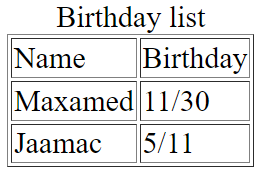 Birthday list
Name Birthday
Maxamed 11/30
Jaamac 5/11